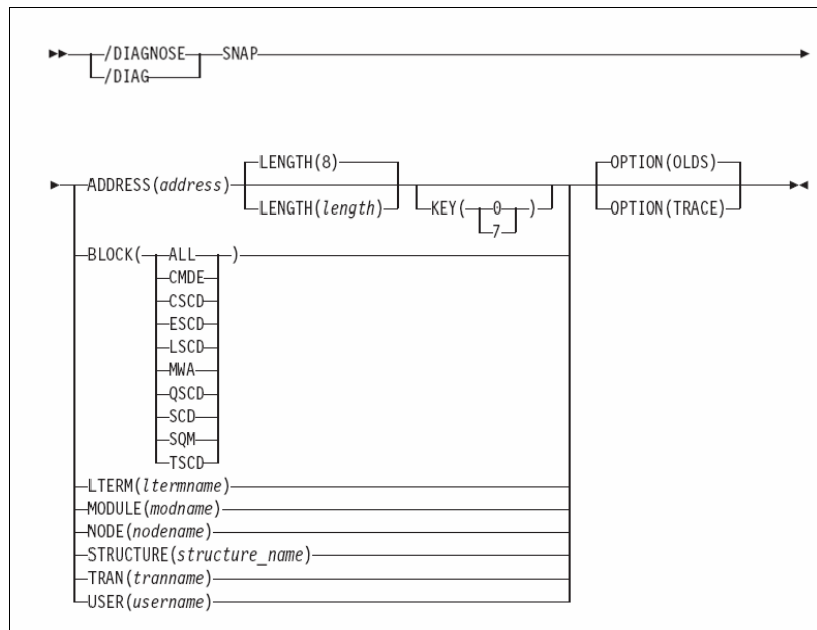 /DIAGNOSE SNAP
/DIAG
LENGTH(8) OPTION(OLDS)
ADDRESS(address)
LENGTH(length) KEY( 0 ) OPTION(TRACE)
7
BLOCK( ALL )
CMDE
CSCD
ESCD
LSCD
MWA
QSCD
SCD
SQM
TSCD
LTERM(ltermname)
MODULE(modname)
NODE(nodename)
STRUCTURE(structure_name)
TRAN(tranname)
USER(username)